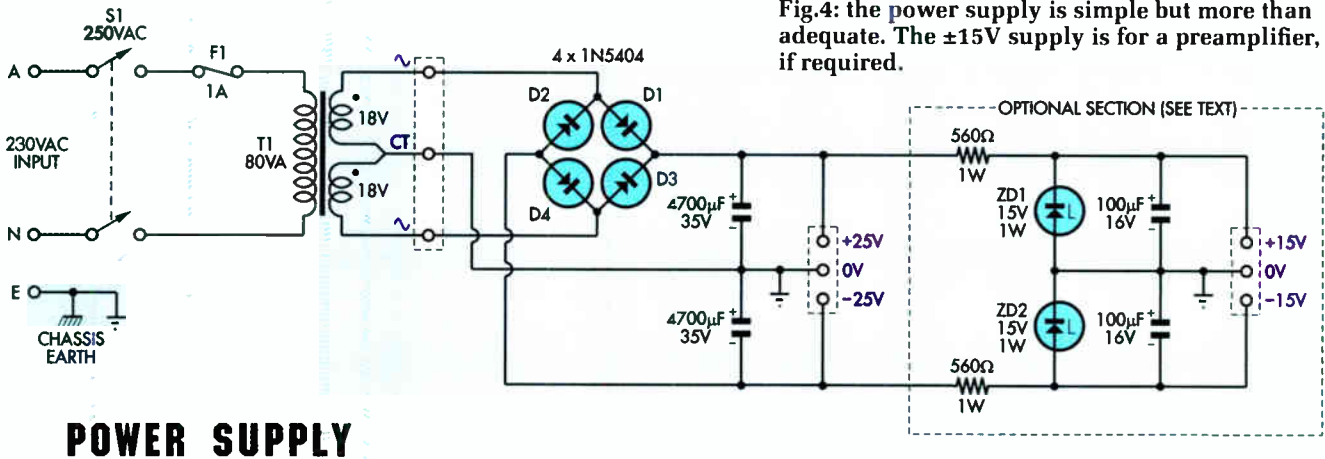 Fig.4: the power supply is simple but more than
adequate. The ±15V supply is for a preamplifier,
if required.
S1
250VAC
F1
1A
A
230VAC
INPUT
N
E
CHASSIS
EARTH
T1
80VA
18V
18V
~
CT
~
4 x 1N5404
D2
D1
D4
D3
4700µF
35V
+
–
4700µF
35V
+
–
+25V
0V
–25V
OPTIONAL SECTION (SEE TEXT)
560Ω
1W
ZD1
15V
1W
L
100µF
16V
+
–
ZD2
15V
1W
L
100µF
16V
+
–
560Ω
1W
+15V
0V
–15V
POWER SUPPLY